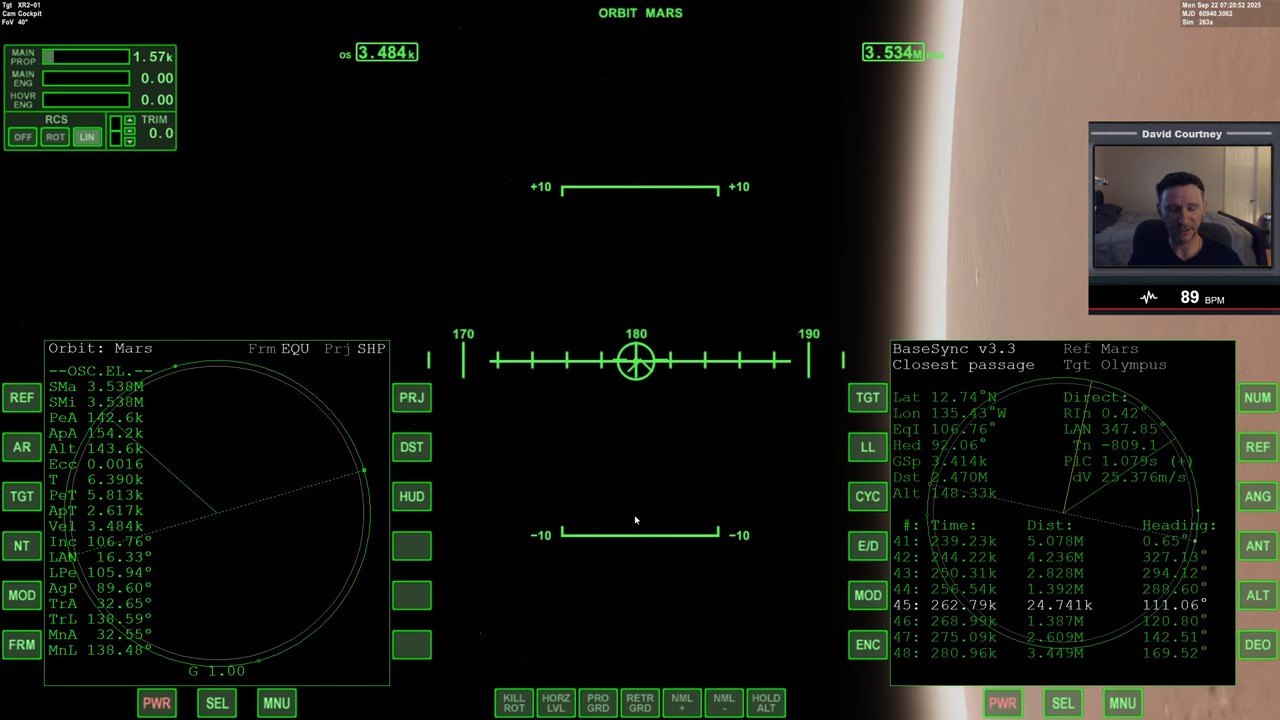 Tgt XR2-01
Cam Cockpit
FoV 40°
ORBIT MARS
Mon Sep 22 07:20:52 2025
MJD 60940.3062
Sim 263s
MAIN PROP 1.57k
MAIN ENG 0.00
HOVR ENG 0.00
RCS
TRIM
0.0
OFF ROT LIN
OS 3.484k
3.534M
+10 +10
170 180 190
-10 -10
David Courtney
89 BPM
Orbit: Mars Frm EQU Prj SHP
--OSC.EL.--
SMa 3.538M
SMi 3.538M
PeA 142.6k
ApA 154.2k
Alt 143.6k
Ecc 0.0016
T 6.390k
PeT 5.813k
ApT 2.617k
Vel 3.484k
Inc 106.76°
LAN 16.33°
LPe 105.94°
AgP 89.60°
TrA 32.65°
TrL 138.59°
MnA 32.55°
MnL 138.48°
G 1.00
REF
AR
TGT
NT
MOD
FRM
PRJ
DST
HUD
PWR SEL MNU
KILL ROT
HORZ LVL
PRO GRD
RETR GRD
NML +
NML -
HOLD ALT
BaseSync v3.3 Ref Mars
Closest passage Tgt Olympus
Lat 12.74°N Direct:
Lon 135.43°W RIn 0.42°
EqI 106.76° LAN 347.85°
Hed 92.06° Tn -809.1
GSp 3.414k PlC 1.079s (+)
Dst 2.470M dV 25.376m/s
Alt 148.33k
#: Time: Dist: Heading:
41: 239.23k 5.078M 0.65°
42: 244.22k 4.236M 327.13°
43: 250.31k 2.828M 294.12°
44: 256.54k 1.392M 288.60°
45: 262.79k 24.741k 111.06°
46: 268.99k 1.387M 120.80°
47: 275.09k 2.609M 142.51°
48: 280.96k 3.449M 169.52°
TGT
LL
CYC
E/D
MOD
ENC
NUM
REF
ANG
ANT
ALT
DEO
PWR SEL MNU